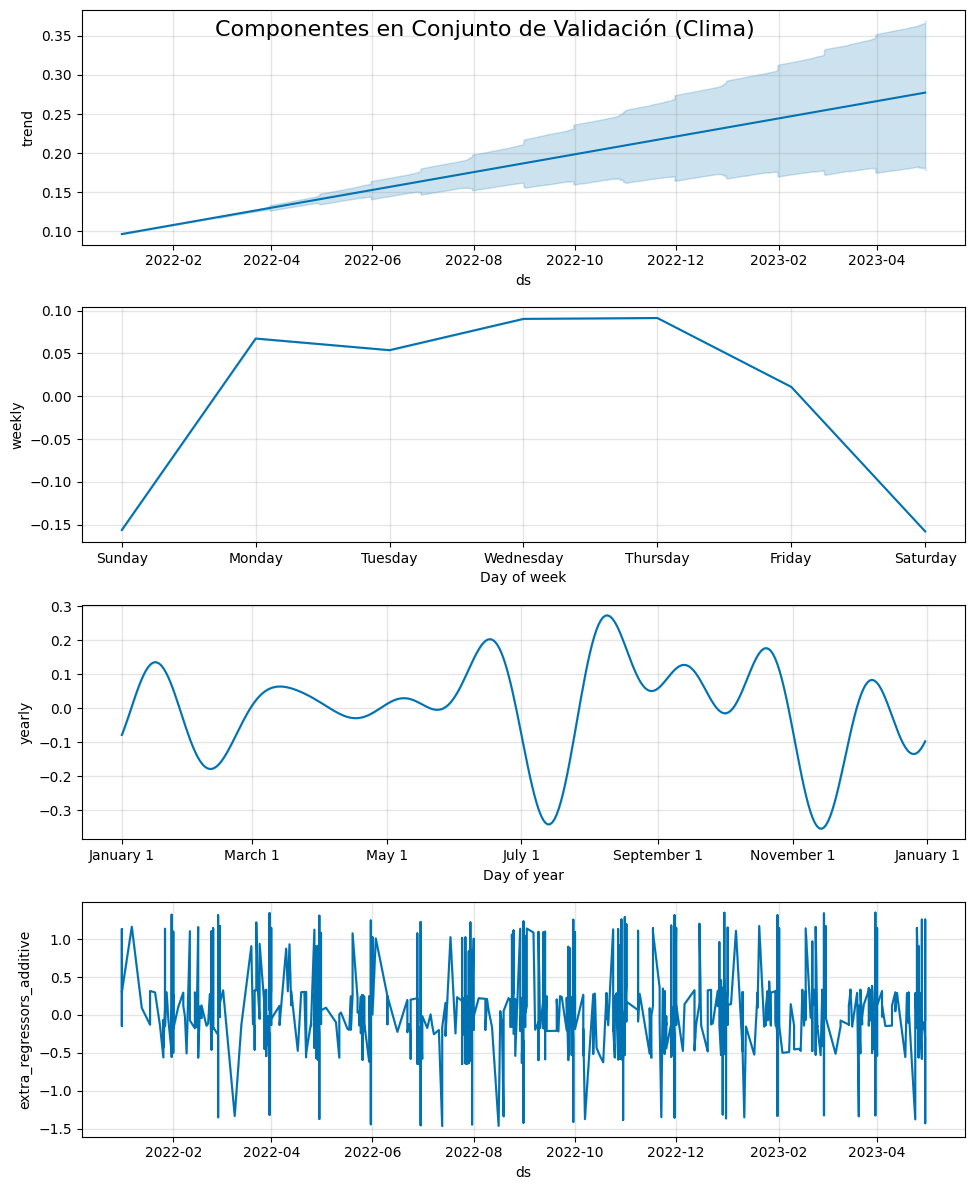 Componentes en Conjunto de Validación (Clima)
trend
0.35
0.30
0.25
0.20
0.15
0.10
2022-02 2022-04 2022-06 2022-08 2022-10 2022-12 2023-02 2023-04
ds
weekly
0.10
0.05
0.00
−0.05
−0.10
−0.15
Sunday Monday Tuesday Wednesday Thursday Friday Saturday
Day of week
yearly
0.3
0.2
0.1
0.0
−0.1
−0.2
−0.3
January 1 March 1 May 1 July 1 September 1 November 1 January 1
Day of year
extra_regressors_additive
1.0
0.5
0.0
−0.5
−1.0
−1.5
2022-02 2022-04 2022-06 2022-08 2022-10 2022-12 2023-02 2023-04
ds